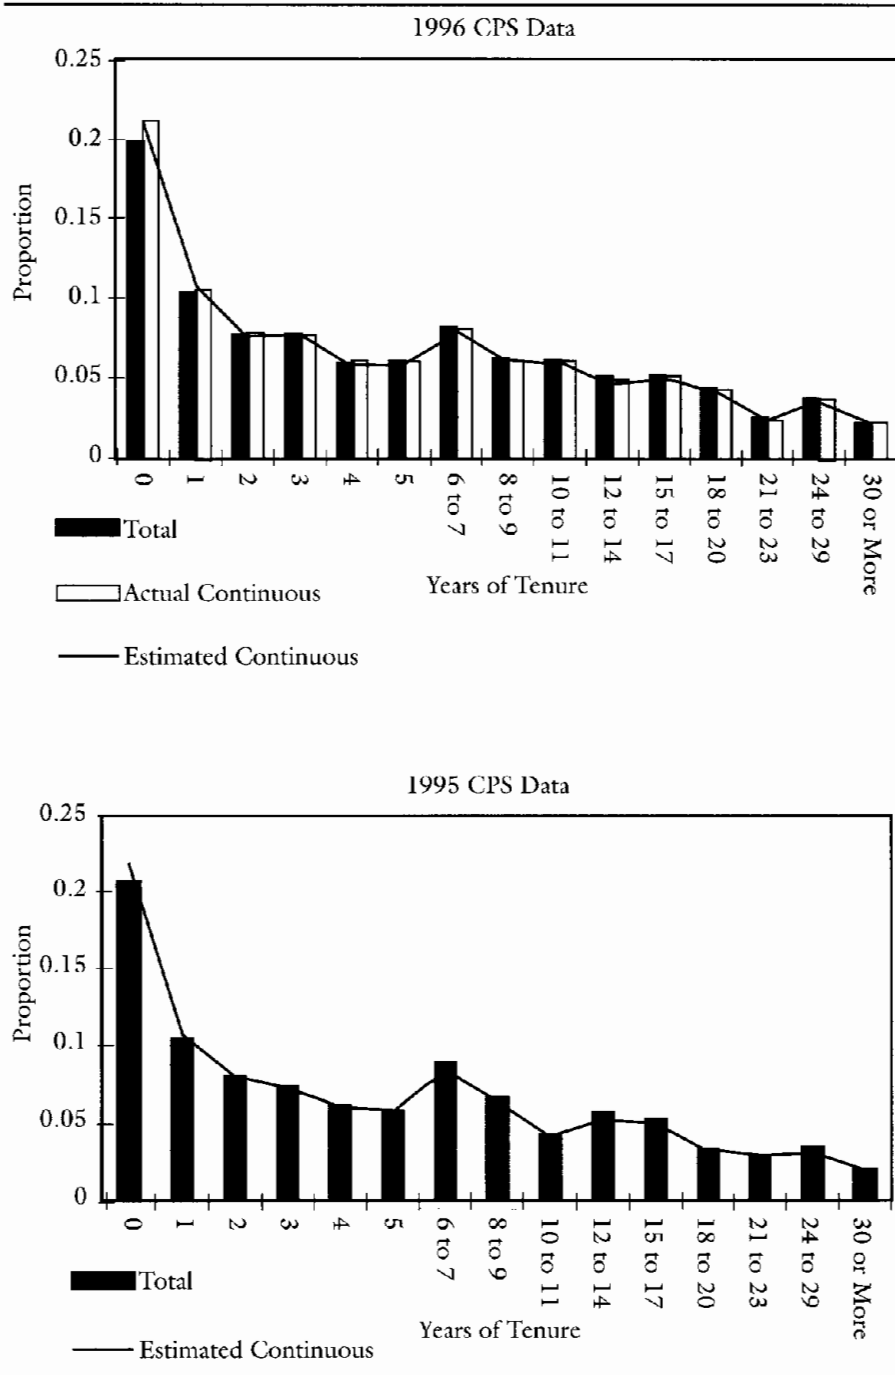 1996 CPS Data
0.25
0.2
0.15
0.1
0.05
0
Proportion
0
1
2
3
4
5
6 to 7
8 to 9
10 to 11
12 to 14
15 to 17
18 to 20
21 to 23
24 to 29
30 or More
Years of Tenure
Total
Actual Continuous
Estimated Continuous
1995 CPS Data
0.25
0.2
0.15
0.1
0.05
0
Proportion
0
1
2
3
4
5
6 to 7
8 to 9
10 to 11
12 to 14
15 to 17
18 to 20
21 to 23
24 to 29
30 or More
Years of Tenure
Total
Estimated Continuous